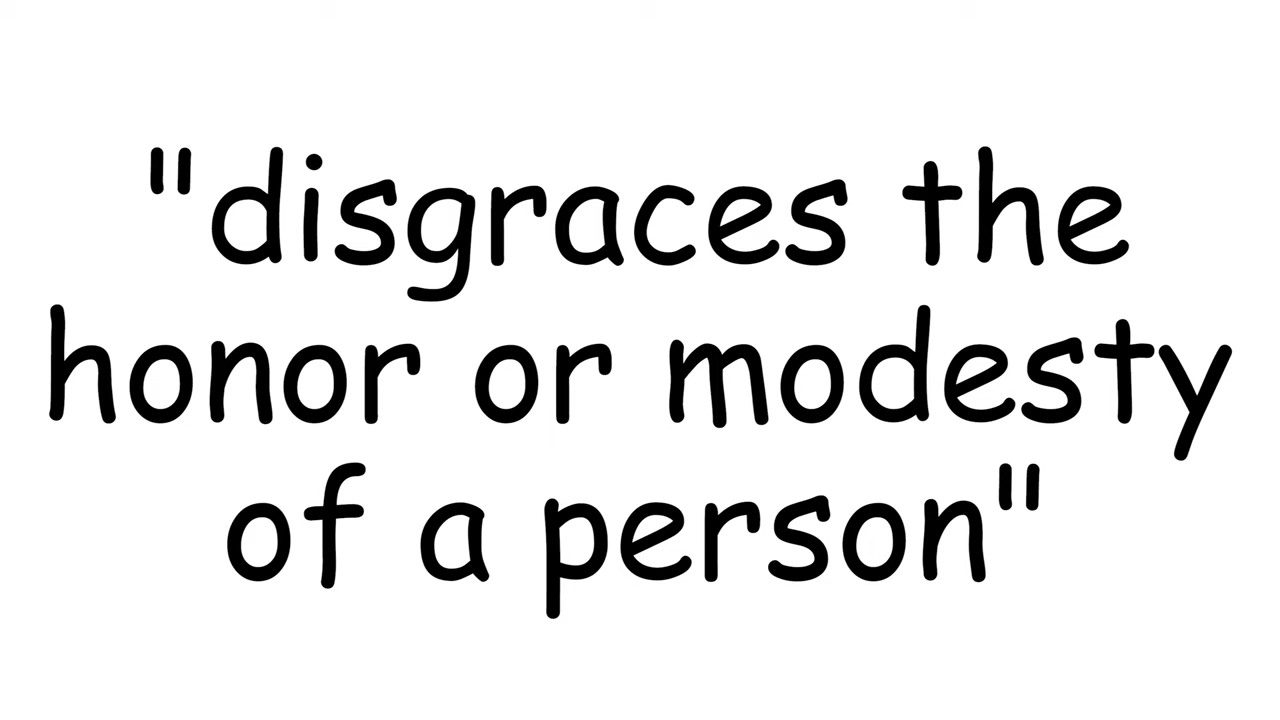 "disgraces the
honor or modesty
of a person"